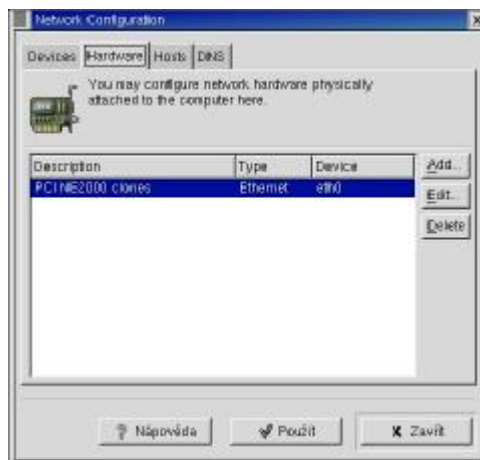 Network Configuration
Devices Hardware Hosts DNS
You may configure network hardware physically
attached to the computer here.
Description Type Device
PCI NE2000 clones Ethernet eth0
Add...
Edit...
Delete
Nápověda Použít Zavřít